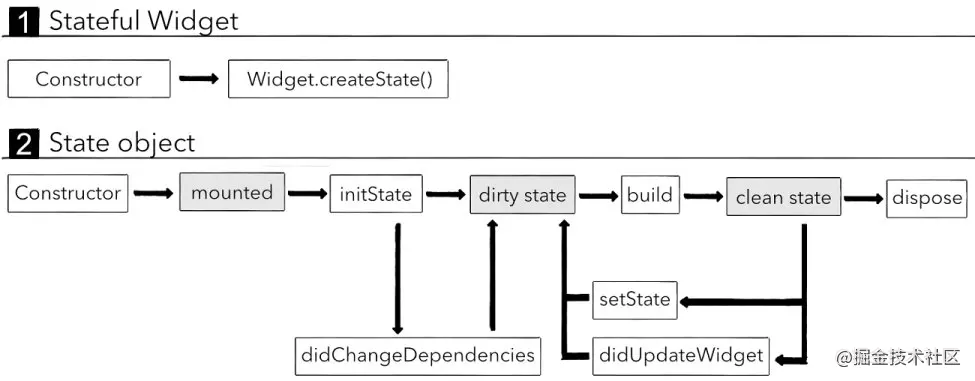 1 Stateful Widget
Constructor
Widget.createState()
2 State object
Constructor
mounted
initState
dirty state
build
clean state
dispose
setState
didChangeDependencies
didUpdateWidget
@掘金技术社区